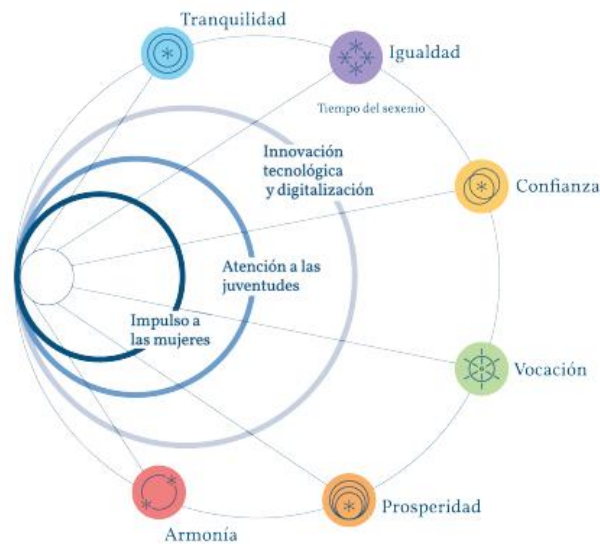 Tranquilidad
Igualdad
Tiempo del sexenio
Innovación
tecnológica
y digitalización
Confianza
Atención a las
juventudes
Impulso a
las mujeres
Vocación
Prosperidad
Armonía